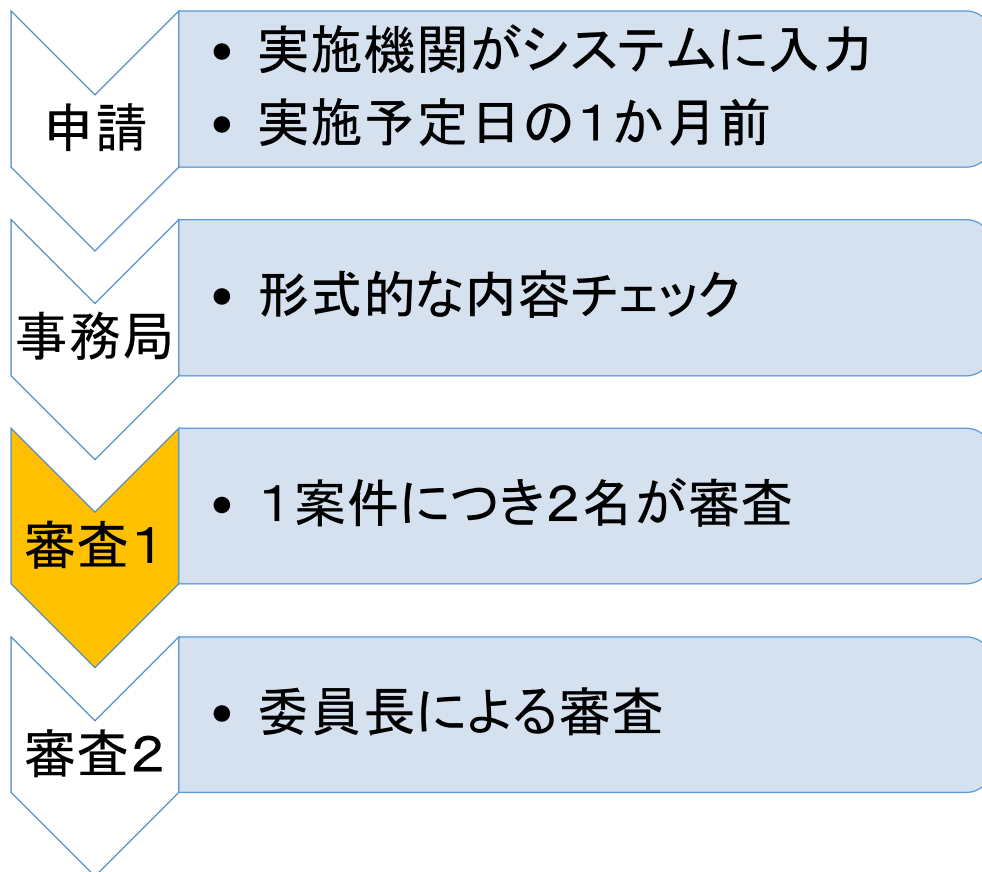 申請
• 実施機関がシステムに入力
• 実施予定日の１か月前
事務局
• 形式的な内容チェック
審査１
• １案件につき２名が審査
審査２
• 委員長による審査